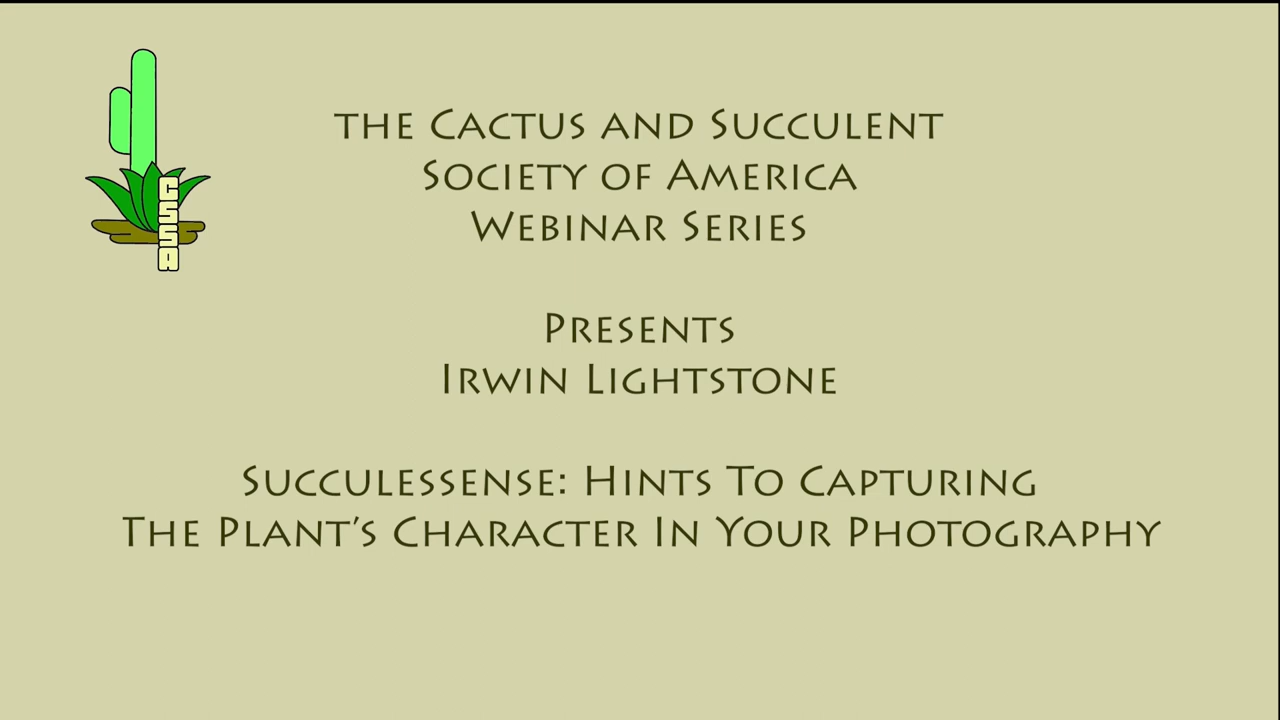 the Cactus and Succulent
Society of America
Webinar Series
CSSA
Presents
Irwin Lightstone
Succulessense: Hints To Capturing
The Plant's Character In Your Photography